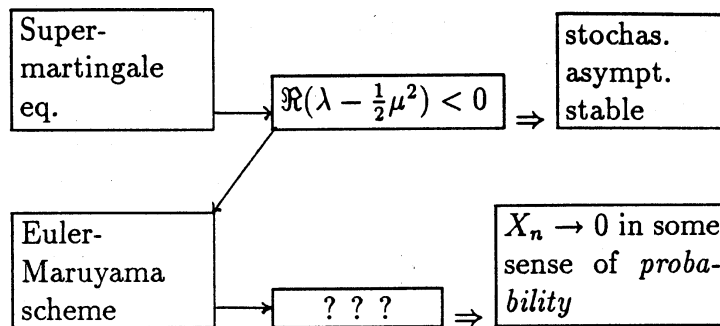 Super-
martingale
eq.
ℜ(λ − ½μ²) < 0
⇒
stochas.
asympt.
stable
Euler-
Maruyama
scheme
? ? ?
⇒
Xₙ → 0 in some
sense of proba-
bility